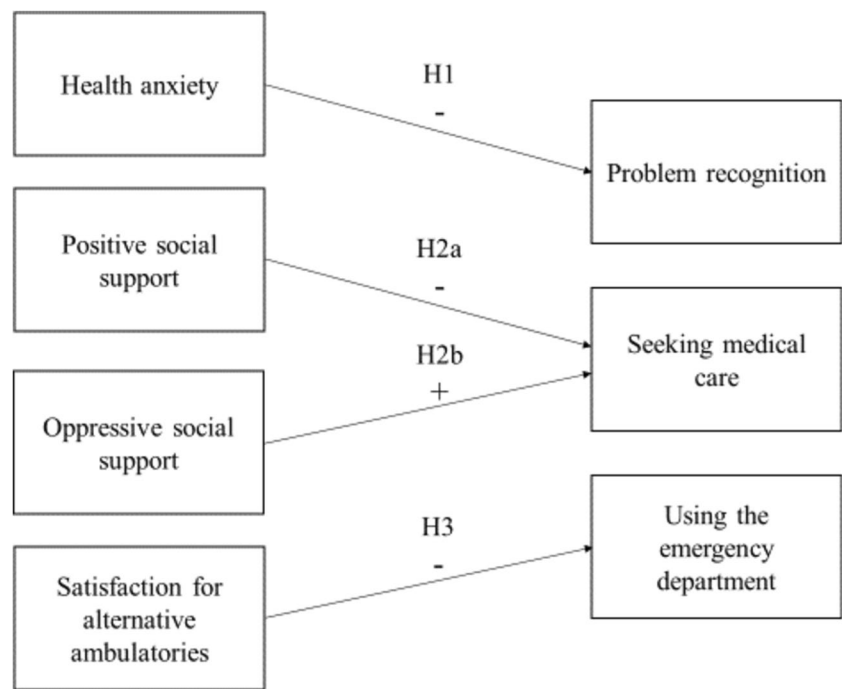 Health anxiety
H1
-
Problem recognition
Positive social
support
H2a
-
Seeking medical
care
H2b
+
Oppressive social
support
H3
-
Using the
emergency
department
Satisfaction for
alternative
ambulatories